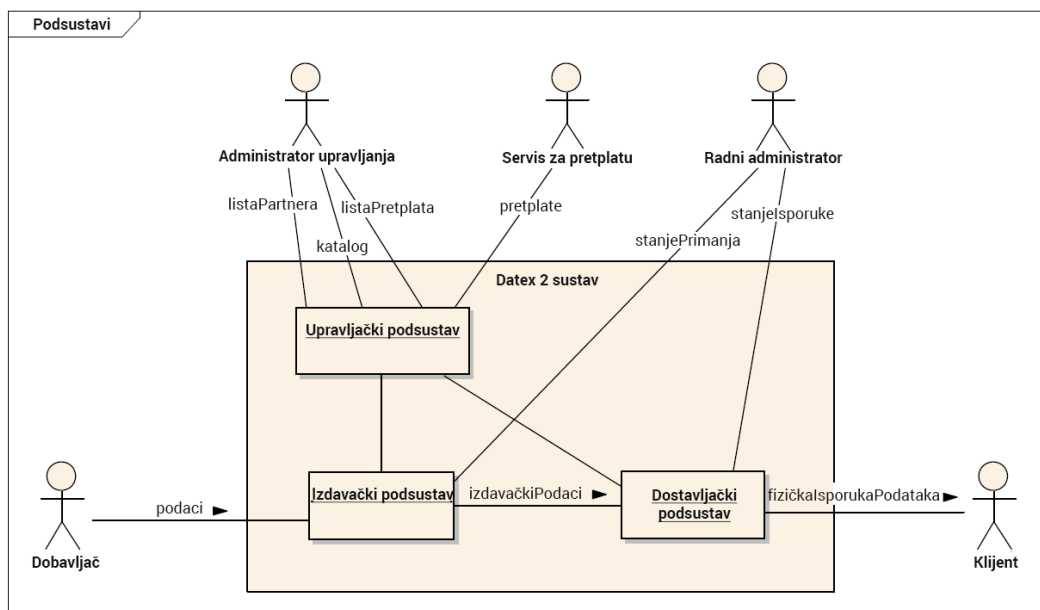 Podsustavi
Administrator upravljanja
Servis za pretplatu
Radni administrator
listaPartnera
listaPretplata
pretplate
stanjeIsporuke
katalog
stanjePrimanja
Datex 2 sustav
Upravljački podsustav
podaci
Izdavački podsustav
izdavačkiPodaci
Dostavljački
podsustav
fizičkaIsporukaPodataka
Dobavljač
Klijent